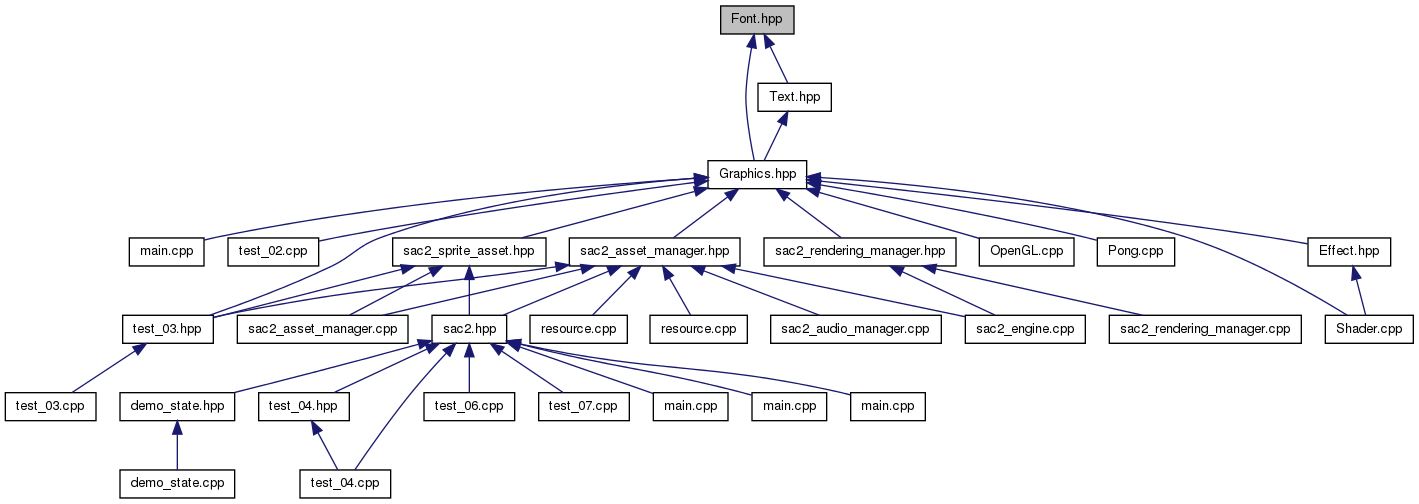 Font.hpp
Text.hpp
Graphics.hpp
main.cpp
test_02.cpp
sac2_sprite_asset.hpp
sac2_asset_manager.hpp
sac2_rendering_manager.hpp
OpenGL.cpp
Pong.cpp
Effect.hpp
test_03.hpp
sac2_asset_manager.cpp
sac2.hpp
resource.cpp
resource.cpp
sac2_audio_manager.cpp
sac2_engine.cpp
sac2_rendering_manager.cpp
Shader.cpp
test_03.cpp
demo_state.hpp
test_04.hpp
test_06.cpp
test_07.cpp
main.cpp
main.cpp
main.cpp
demo_state.cpp
test_04.cpp